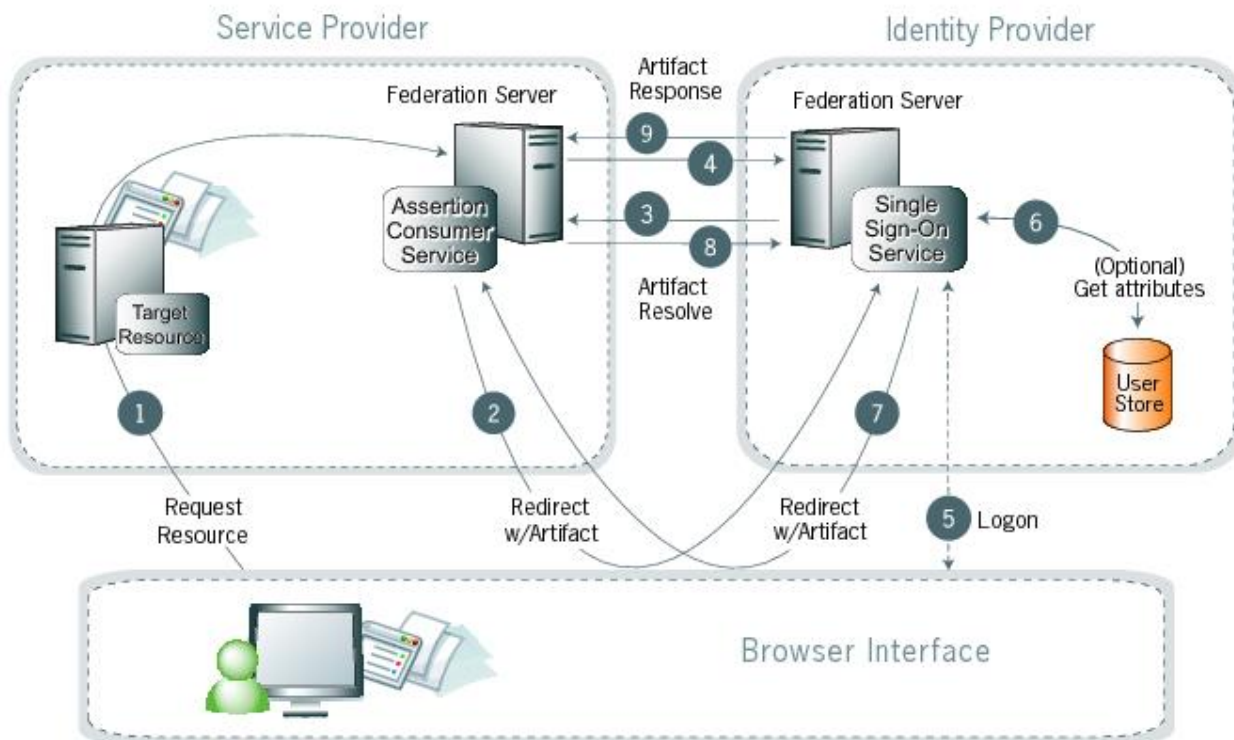 Service Provider
Identity Provider
Federation Server
Artifact
Response
Federation Server
9
4
3
8
Assertion
Consumer
Service
Single
Sign-On
Service
6
(Optional)
Get attributes
Artifact
Resolve
Target
Resource
User
Store
1
2
7
Request
Resource
Redirect
w/Artifact
Redirect
w/Artifact
5
Logon
Browser Interface